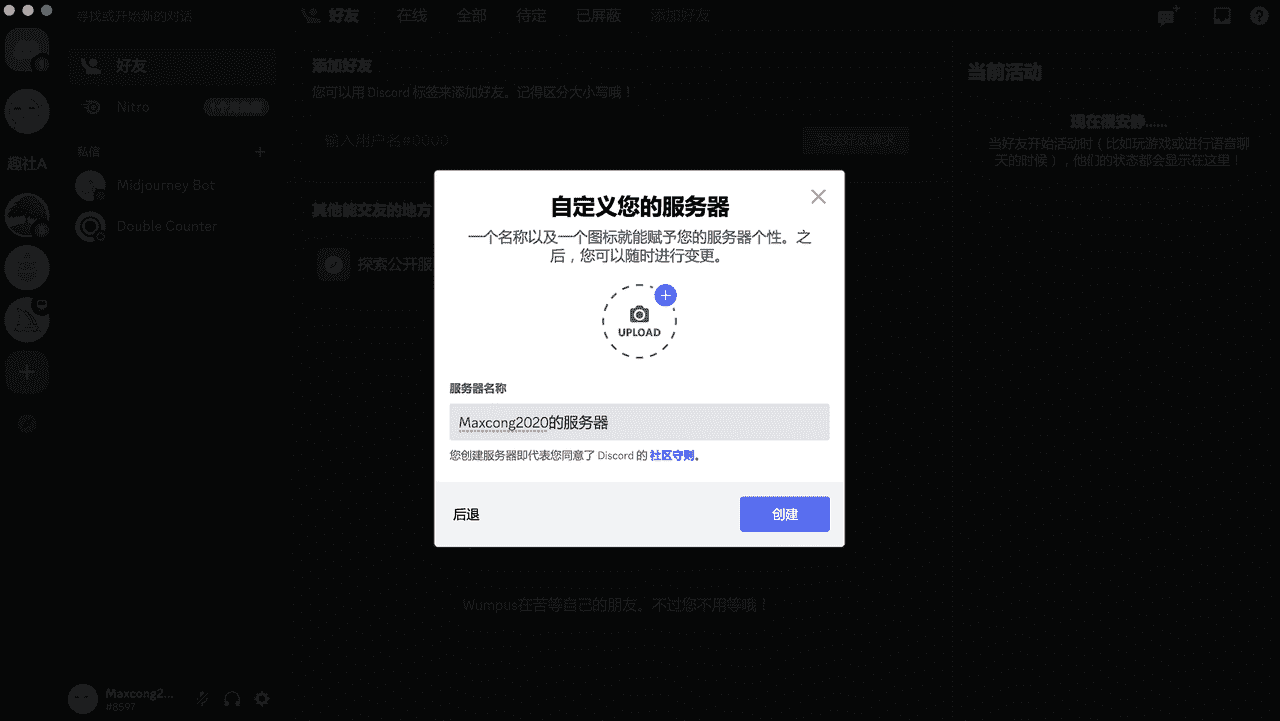 寻找或开始新的对话
好友
在线
全部
待定
已屏蔽
添加好友
好友
Nitro
私信
Midjourney Bot
Double Counter
趣社A
添加好友
您可以用 Discord 标签来添加好友。记得区分大小写哦！
输入用户名#0000
其他能交友的地方
探索公开服
当前活动
现在很安静……
当好友开始活动时（比如玩游戏或进行语音聊
天的时候），他们的状态都会显示在这里！
自定义您的服务器
一个名称以及一个图标就能赋予您的服务器个性。之
后，您可以随时进行变更。
UPLOAD
服务器名称
Maxcong2020的服务器
您创建服务器即代表您同意了 Discord 的 社区守则。
后退
创建
Wumpus在苦等自己的朋友。不过您不用等哦！
Maxcong2...
#8597